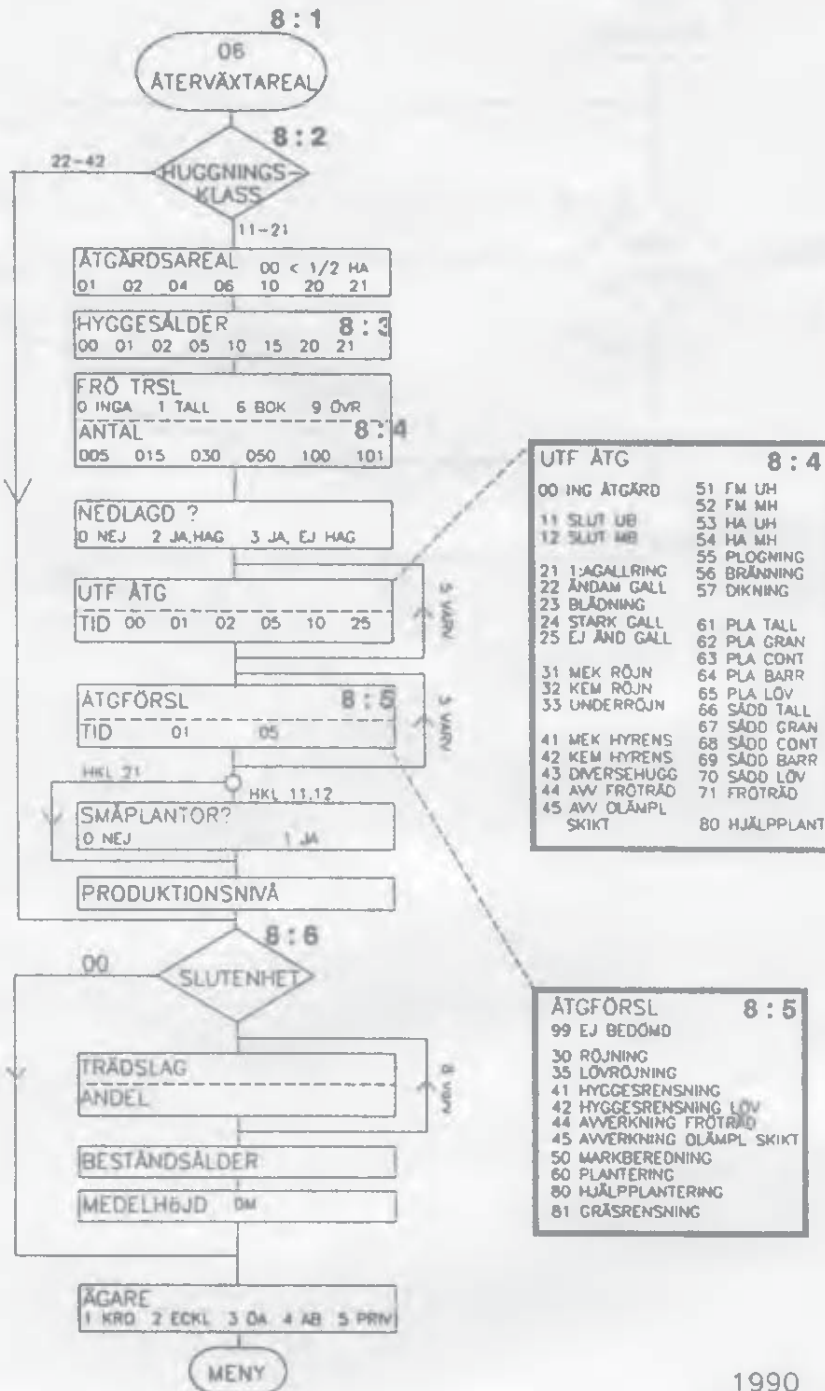 8:1
06
ÅTERVÄXTAREAL
8:2
22-42
HUGGNINGS-
KLASS
11-21
ÅTGÄRDSAREAL 00 < 1/2 HA
01 02 04 06 10 20 21
HYGGESÅLDER 8:3
00 01 02 05 10 15 20 21
FRÖ TRSL
0 INGA 1 TALL 6 BOK 9 ÖVR
ANTAL 8:4
005 015 030 050 100 101
NEDLAGD ?
0 NEJ 2 JA,HAG 3 JA, EJ HAG
UTF ÅTG
TID 00 01 02 05 10 25
5 VARV
ÅTGFÖRSL 8:5
TID 01 05
3 VARV
HKL 21
HKL 11,12
SMÅPLANTOR?
0 NEJ 1 JA
PRODUKTIONSNIVÅ
8:6
00
SLUTENHET
TRÄDSLAG
ANDEL
8 VARV
BESTÅNDSÅLDER
MEDELHÖJD DM
ÄGARE
1 KRO 2 ECKL 3 ÖA 4 AB 5 PRIV
MENY
UTF ÅTG 8:4
00 ING ÅTGÄRD
11 SLUT UB
12 SLUT MB
21 1:AGALLRING
22 ÄNDAM GALL
23 BLÄDNING
24 STARK GALL
25 EJ ÄND GALL
31 MEK RÖJN
32 KEM RÖJN
33 UNDERRÖJN
41 MEK HYRENS
42 KEM HYRENS
43 DIVERSEHUGG
44 AVV FRÖTRÄD
45 AVV OLÄMPL
SKIKT
51 FM UH
52 FM MH
53 HA UH
54 HA MH
55 PLOGNING
56 BRÄNNING
57 DIKNING
61 PLA TALL
62 PLA GRAN
63 PLA CONT
64 PLA BARR
65 PLA LÖV
66 SÅDD TALL
67 SÅDD GRAN
68 SÅDD CONT
69 SÅDD BARR
70 SÅDD LÖV
71 FRÖTRÄD
80 HJÄLPPLANT
ÅTGFÖRSL 8:5
99 EJ BEDÖMD
30 RÖJNING
35 LÖVRÖJNING
41 HYGGESRENSNING
42 HYGGESRENSNING LÖV
44 AVVERKNING FRÖTRÄD
45 AVVERKNING OLÄMPL SKIKT
50 MARKBEREDNING
60 PLANTERING
80 HJÄLPPLANTERING
81 GRÄSRENSNING
1990